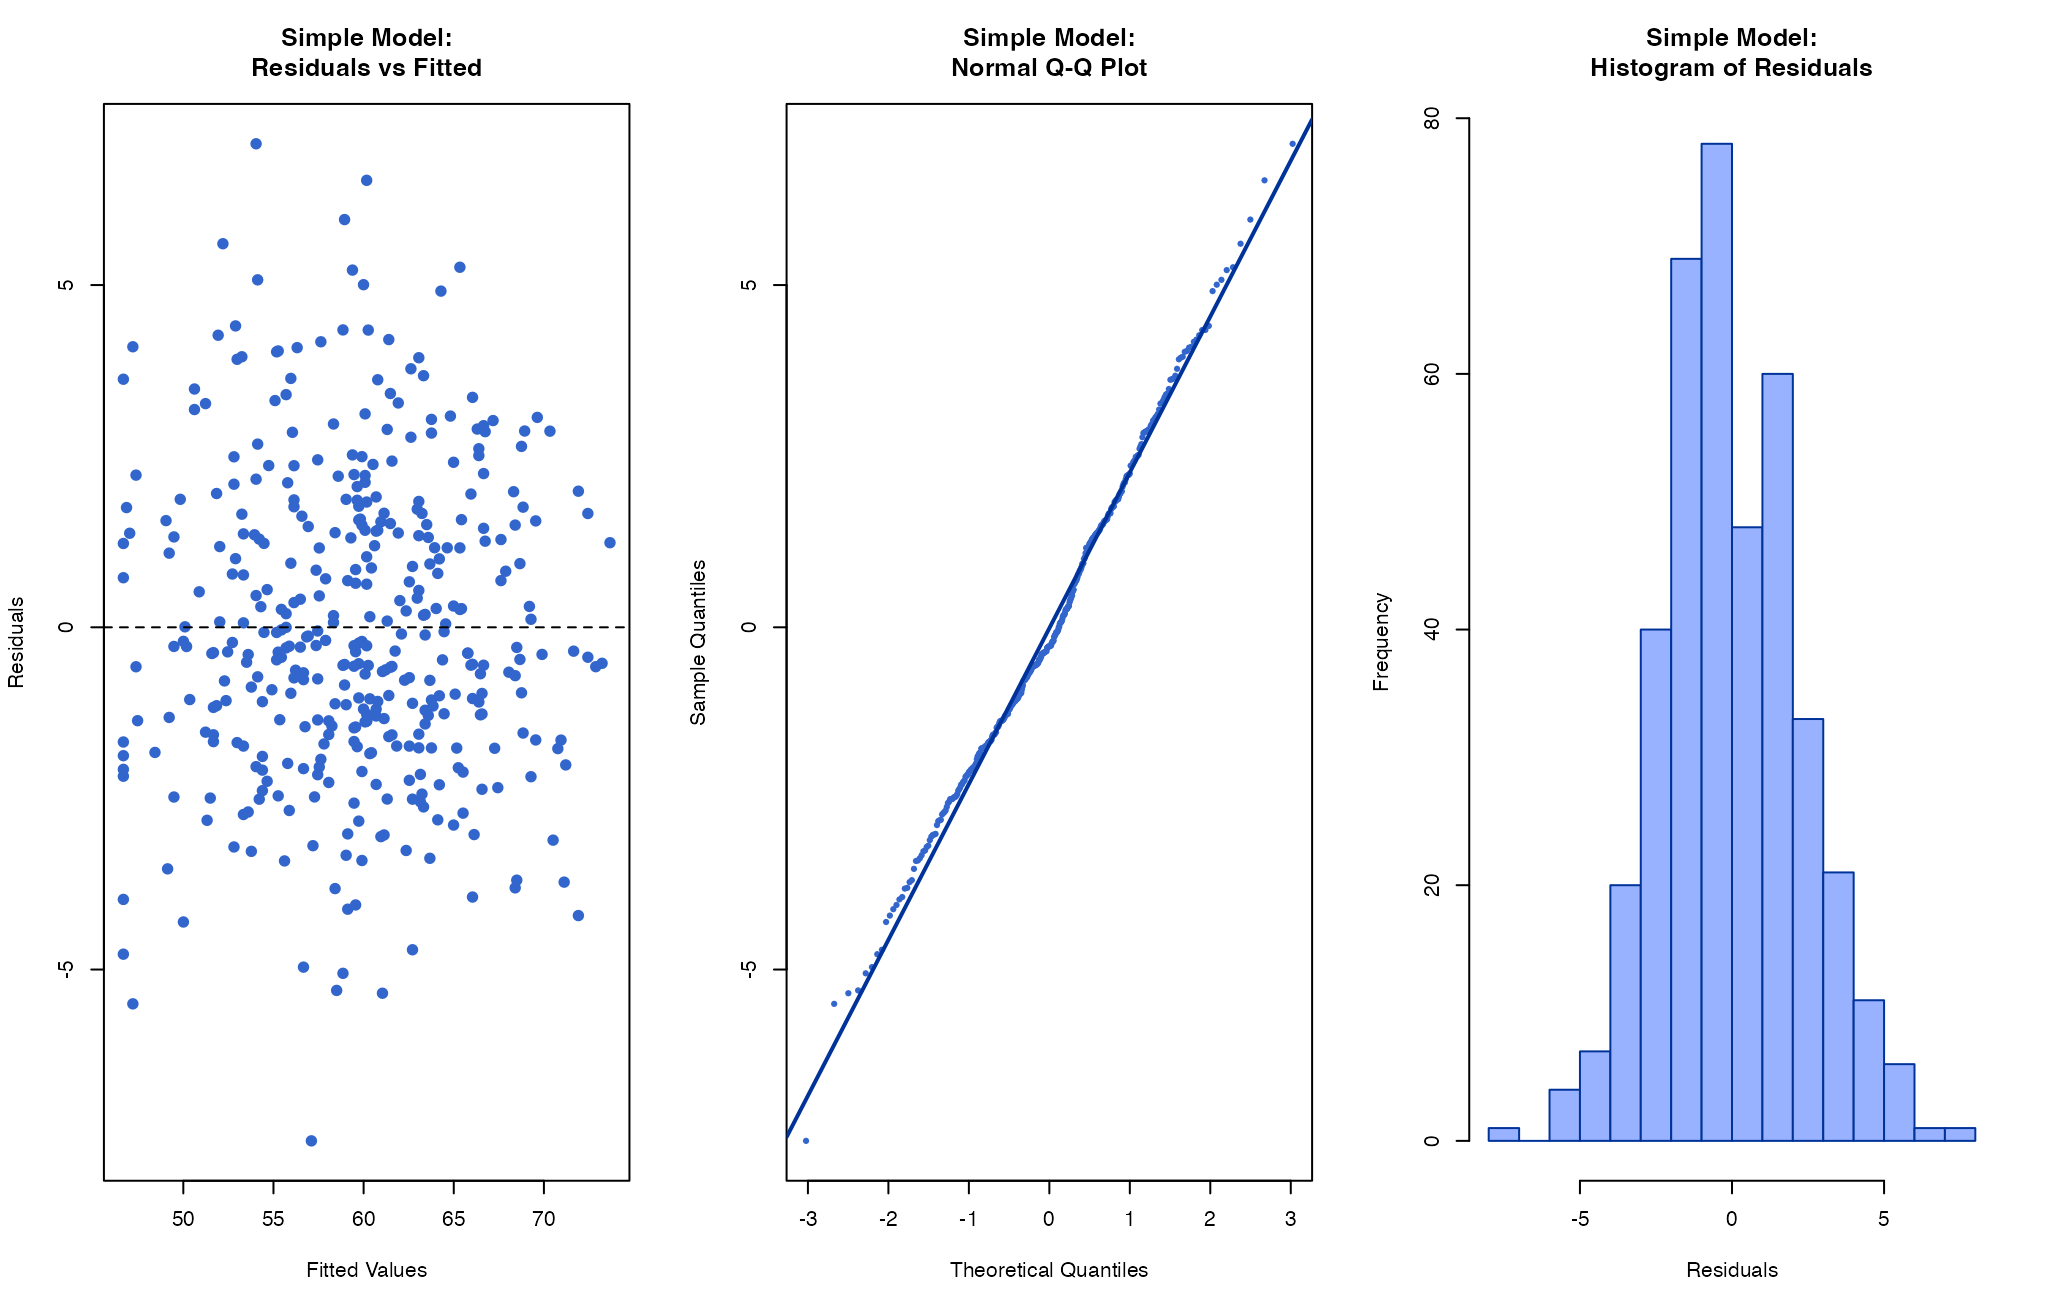 Simple Model:
Residuals vs Fitted
Residuals
5
0
-5
50 55 60 65 70
Fitted Values
Simple Model:
Normal Q-Q Plot
Sample Quantiles
5
0
-5
-3 -2 -1 0 1 2 3
Theoretical Quantiles
Simple Model:
Histogram of Residuals
Frequency
80
60
40
20
0
-5 0 5
Residuals